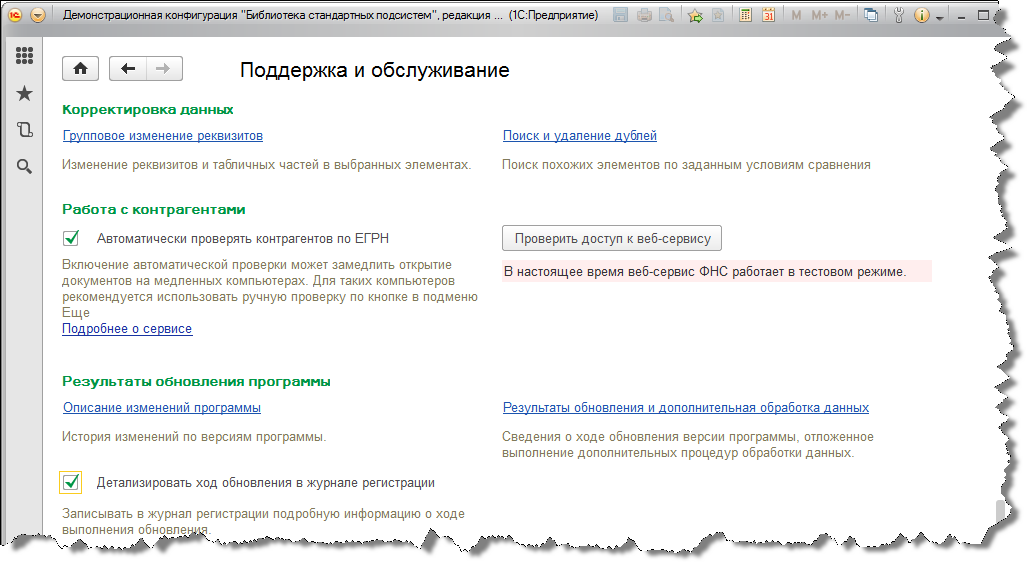 Демонстрационная конфигурация "Библиотека стандартных подсистем", редакция ... (1С:Предприятие)
M M+ M-
Поддержка и обслуживание
Корректировка данных
Групповое изменение реквизитов
Поиск и удаление дублей
Изменение реквизитов и табличных частей в выбранных элементах.
Поиск похожих элементов по заданным условиям сравнения
Работа с контрагентами
Автоматически проверять контрагентов по ЕГРН
Проверить доступ к веб-сервису
Включение автоматической проверки может замедлить открытие
документов на медленных компьютерах. Для таких компьютеров
рекомендуется использовать ручную проверку по кнопке в подменю
Еще
В настоящее время веб-сервис ФНС работает в тестовом режиме.
Подробнее о сервисе
Результаты обновления программы
Описание изменений программы
Результаты обновления и дополнительная обработка данных
История изменений по версиям программы.
Сведения о ходе обновления версии программы, отложенное
выполнение дополнительных процедур обработки данных.
Детализировать ход обновления в журнале регистрации
Записывать в журнал регистрации подробную информацию о ходе
выполнения обновления.